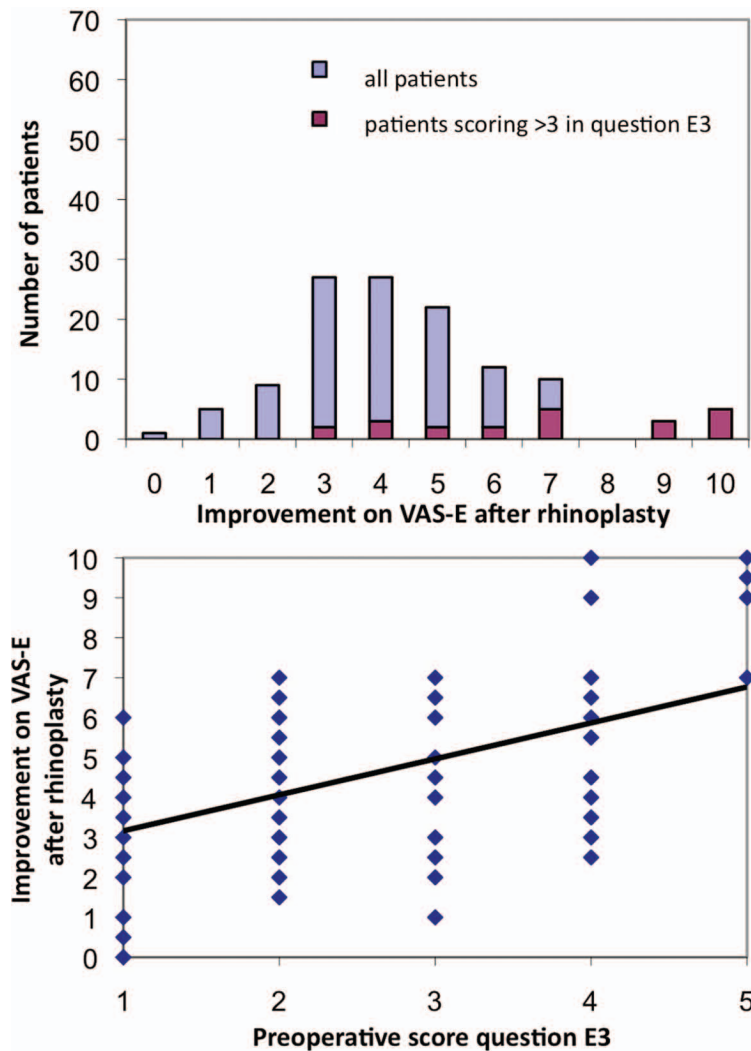 70
60
50
40
30
20
10
0
Number of patients
all patients
patients scoring >3 in question E3
0 1 2 3 4 5 6 7 8 9 10
Improvement on VAS-E after rhinoplasty
10
9
8
7
6
5
4
3
2
1
0
Improvement on VAS-E
after rhinoplasty
1 2 3 4 5
Preoperative score question E3